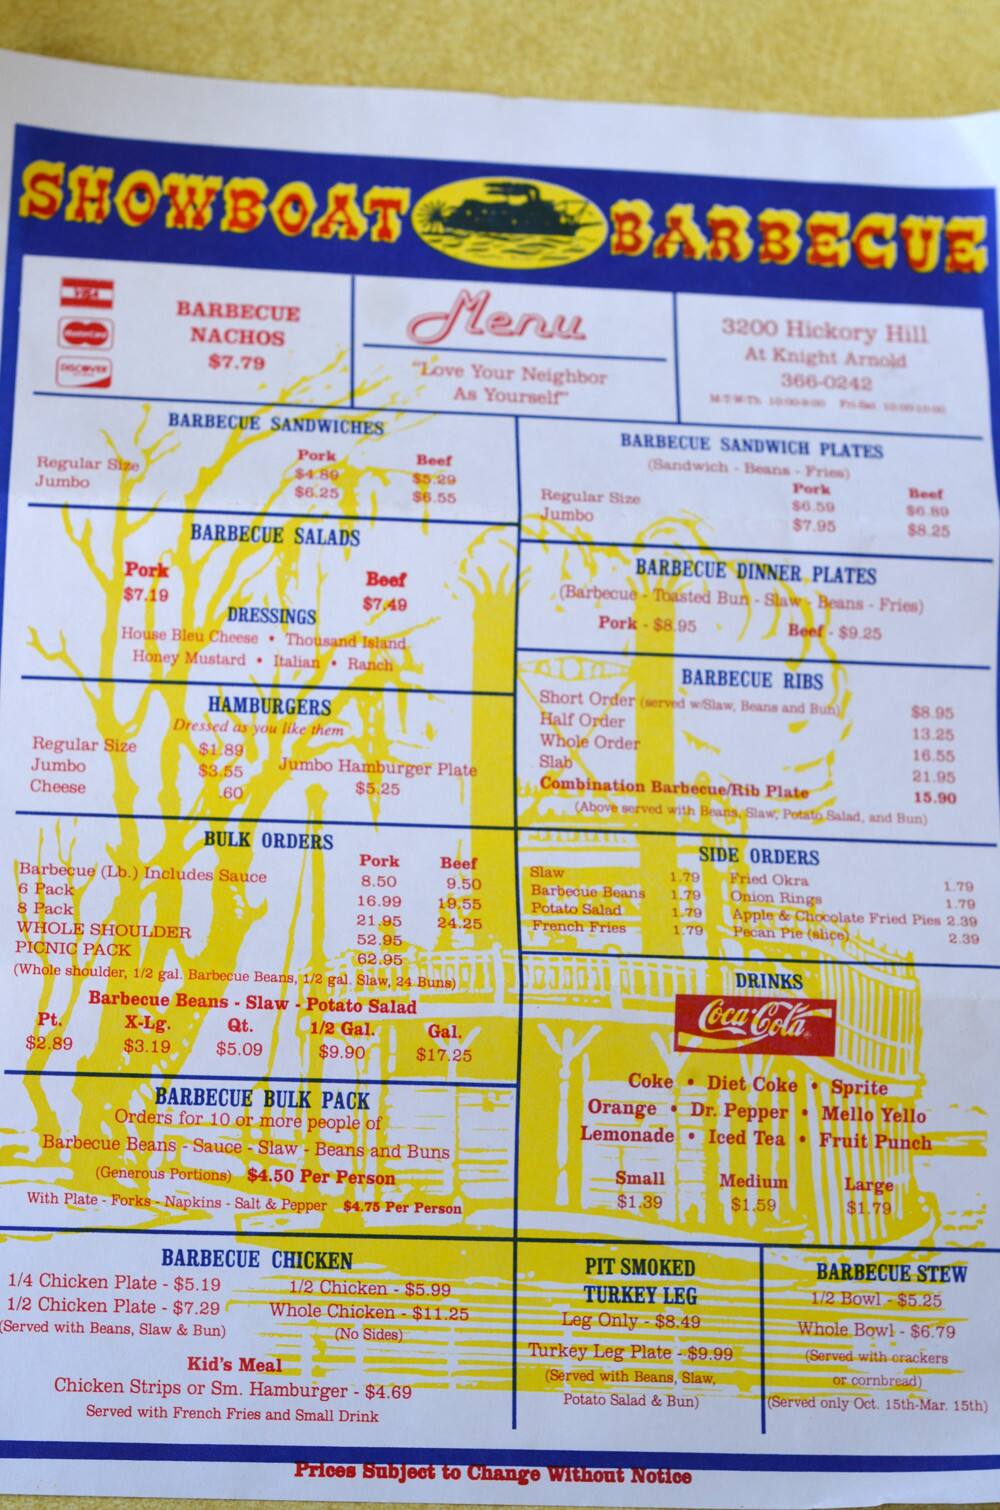 SHOWBOAT BARBECUE
VISA
MasterCard
DISCOVER
BARBECUE
NACHOS
$7.79
Menu
"Love Your Neighbor
As Yourself"
3200 Hickory Hill
At Knight Arnold
366-0242
M-T-W-Th 10:00-9:00 Fri-Sat 10:00-10:00
BARBECUE SANDWICHES
Pork Beef
Regular Size $4.89 $5.29
Jumbo $6.25 $6.55
BARBECUE SALADS
Pork Beef
$7.19 $7.49
DRESSINGS
House Bleu Cheese • Thousand Island
Honey Mustard • Italian • Ranch
HAMBURGERS
Dressed as you like them
Regular Size $1.89
Jumbo $3.55 Jumbo Hamburger Plate
Cheese .60 $5.25
BULK ORDERS
Pork Beef
Barbecue (Lb.) Includes Sauce 8.50 9.50
6 Pack 16.99 19.55
8 Pack 21.95 24.25
WHOLE SHOULDER 52.95
PICNIC PACK 62.95
(Whole shoulder, 1/2 gal. Barbecue Beans, 1/2 gal. Slaw, 24 Buns)
Barbecue Beans - Slaw - Potato Salad
Pt. X-Lg. Qt. 1/2 Gal. Gal.
$2.89 $3.19 $5.09 $9.90 $17.25
BARBECUE BULK PACK
Orders for 10 or more people of
Barbecue Beans - Sauce - Slaw - Beans and Buns
(Generous Portions) $4.50 Per Person
With Plate - Forks - Napkins - Salt & Pepper $4.75 Per Person
BARBECUE SANDWICH PLATES
(Sandwich - Beans - Fries)
Pork Beef
Regular Size $6.59 $6.89
Jumbo $7.95 $8.25
BARBECUE DINNER PLATES
(Barbecue - Toasted Bun - Slaw - Beans - Fries)
Pork - $8.95 Beef - $9.25
BARBECUE RIBS
Short Order (served w/Slaw, Beans and Bun) $8.95
Half Order 13.25
Whole Order 16.55
Slab 21.95
Combination Barbecue/Rib Plate 15.90
(Above served with Beans, Slaw, Potato Salad, and Bun)
SIDE ORDERS
Slaw 1.79 Fried Okra 1.79
Barbecue Beans 1.79 Onion Rings 1.79
Potato Salad 1.79 Apple & Chocolate Fried Pies 2.39
French Fries 1.79 Pecan Pie (slice) 2.39
DRINKS
Coca-Cola
Coke • Diet Coke • Sprite
Orange • Dr. Pepper • Mello Yello
Lemonade • Iced Tea • Fruit Punch
Small Medium Large
$1.39 $1.59 $1.79
BARBECUE CHICKEN
1/4 Chicken Plate - $5.19 1/2 Chicken - $5.99
1/2 Chicken Plate - $7.29 Whole Chicken - $11.25
(Served with Beans, Slaw & Bun) (No Sides)
Kid's Meal
Chicken Strips or Sm. Hamburger - $4.69
Served with French Fries and Small Drink
PIT SMOKED
TURKEY LEG
Leg Only - $8.49
Turkey Leg Plate - $9.99
(Served with Beans, Slaw,
Potato Salad & Bun)
BARBECUE STEW
1/2 Bowl - $5.25
Whole Bowl - $6.79
(Served with crackers
or cornbread)
(Served only Oct. 15th-Mar. 15th)
Prices Subject to Change Without Notice